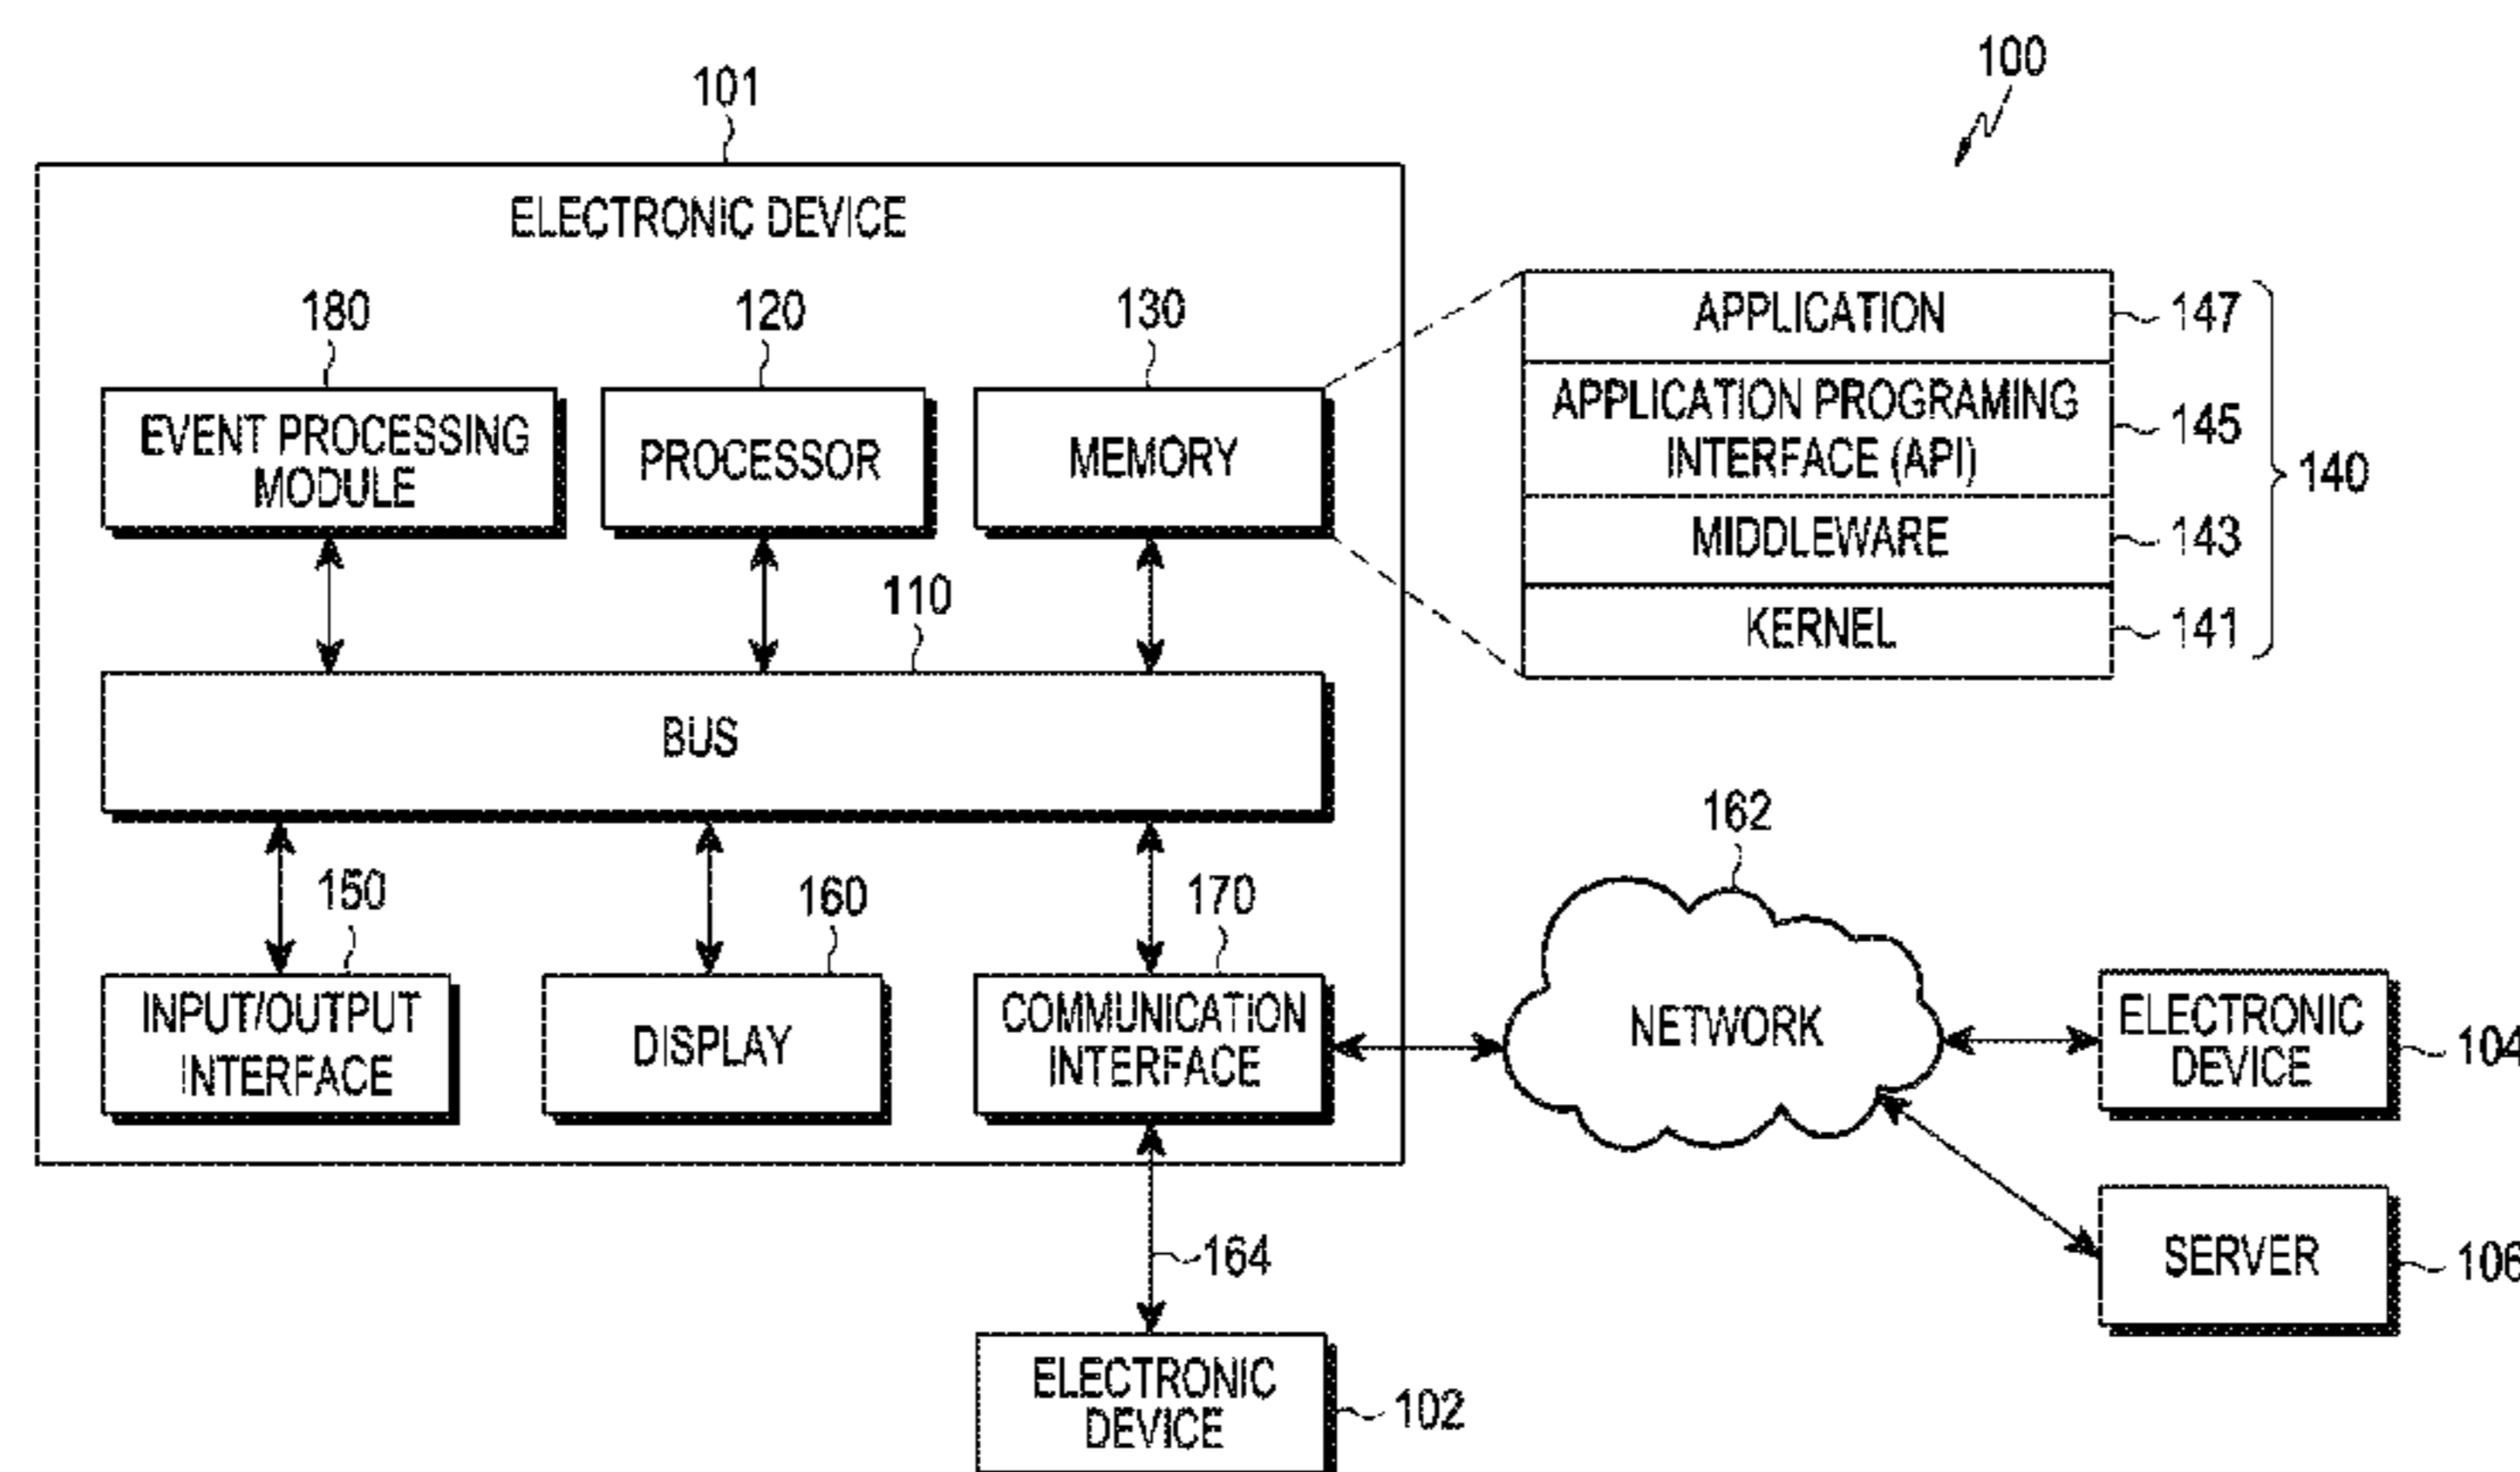 100
101
ELECTRONIC DEVICE
180
120
130
EVENT PROCESSING
MODULE
PROCESSOR
MEMORY
APPLICATION
147
APPLICATION PROGRAMING
INTERFACE (API)
145
MIDDLEWARE
143
KERNEL
141
140
110
BUS
150
160
170
INPUT/OUTPUT
INTERFACE
DISPLAY
COMMUNICATION
INTERFACE
162
NETWORK
ELECTRONIC
DEVICE
104
SERVER
106
164
ELECTRONIC
DEVICE
102